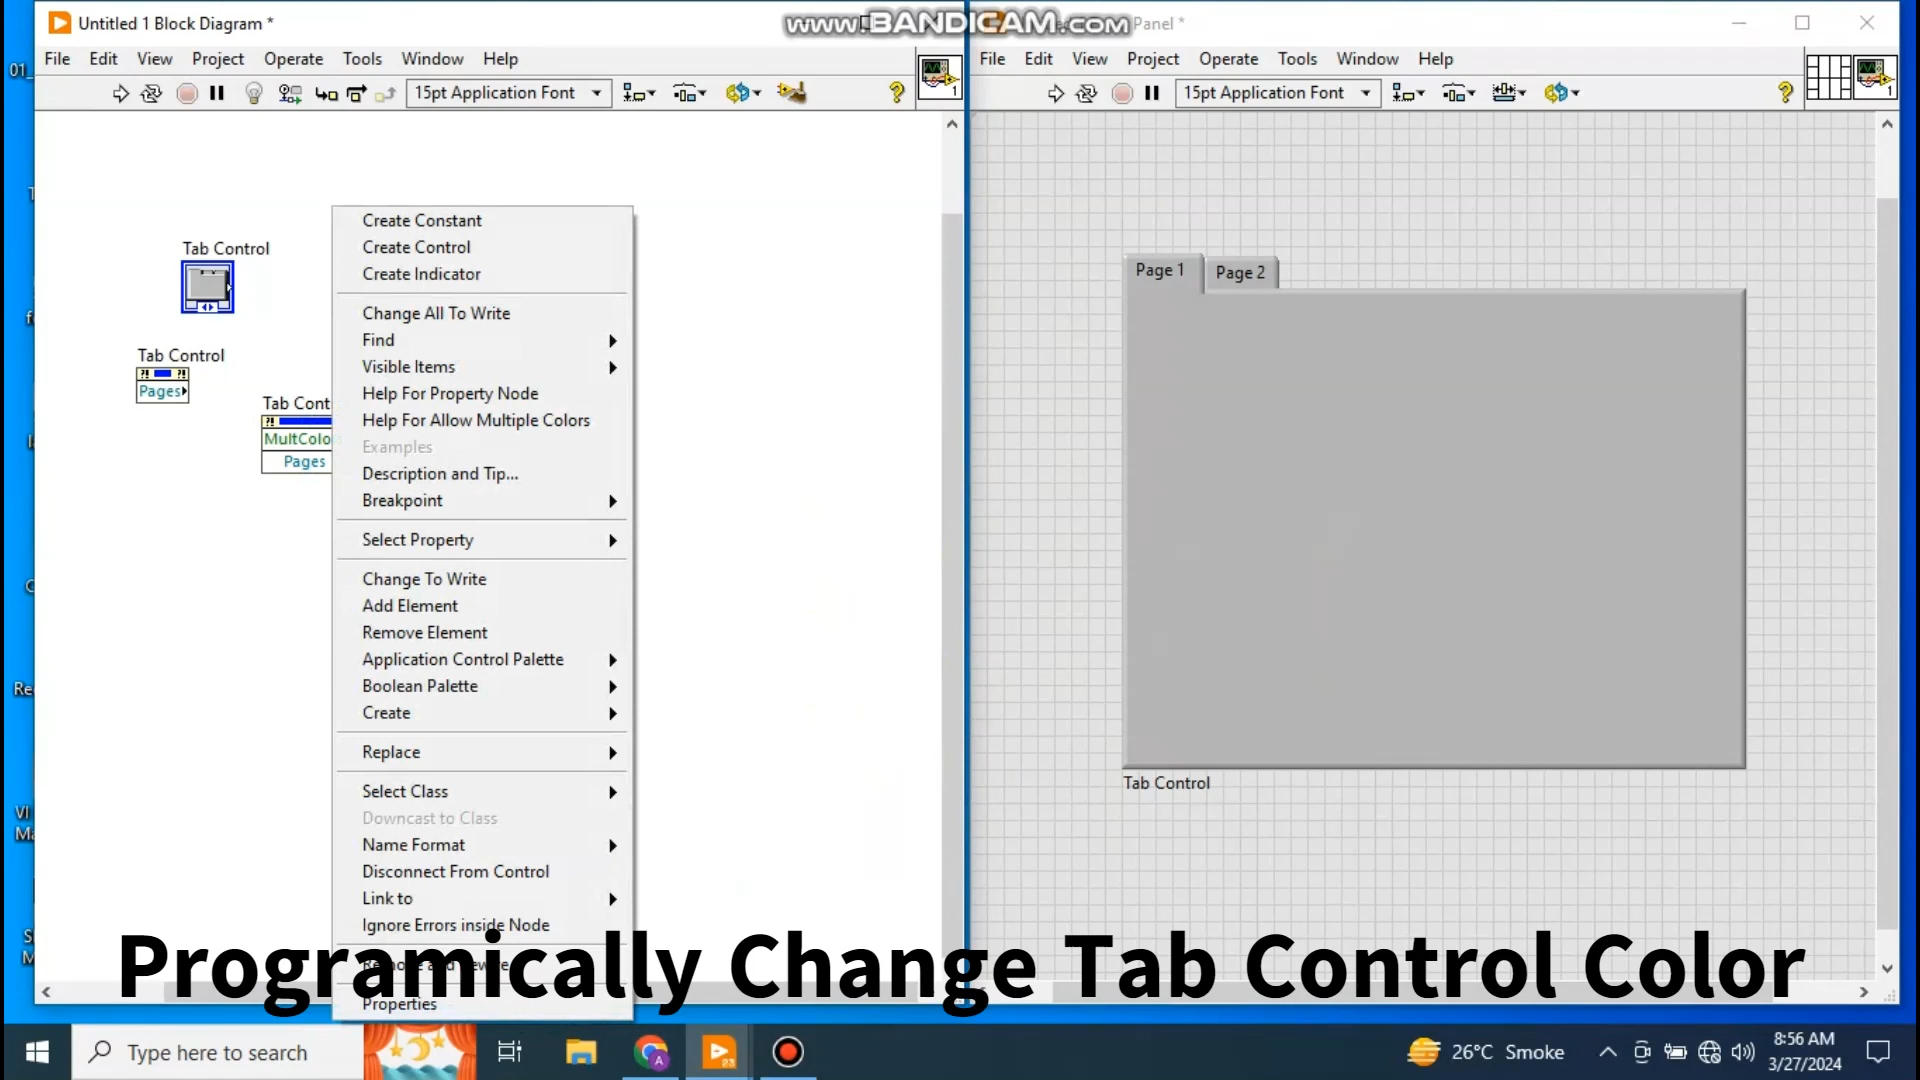 Untitled 1 Block Diagram *
www.BANDICAM.com
Panel *
File Edit View Project Operate Tools Window Help
File Edit View Project Operate Tools Window Help
15pt Application Font
15pt Application Font
Tab Control
Tab Control
Pages
Tab Cont
MultColo
Pages
Create Constant
Create Control
Create Indicator
Change All To Write
Find
Visible Items
Help For Property Node
Help For Allow Multiple Colors
Examples
Description and Tip...
Breakpoint
Select Property
Change To Write
Add Element
Remove Element
Application Control Palette
Boolean Palette
Create
Replace
Select Class
Downcast to Class
Name Format
Disconnect From Control
Link to
Ignore Errors inside Node
Properties
Page 1
Page 2
Tab Control
Programically Change Tab Control Color
Type here to search
26°C Smoke
8:56 AM
3/27/2024